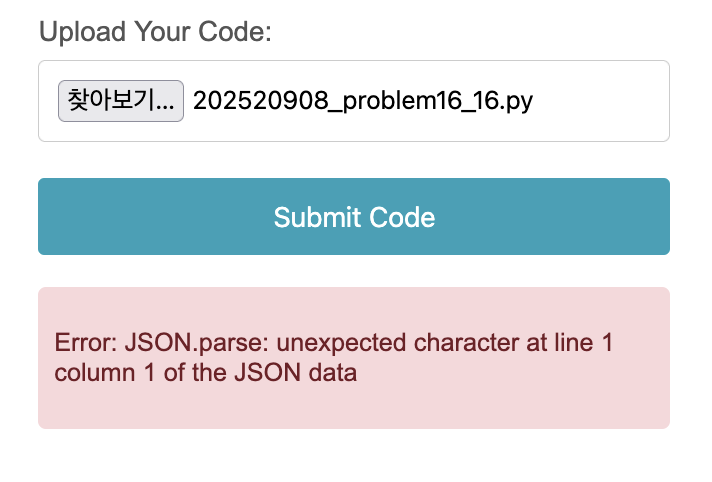 Upload Your Code:
찾아보기... 202520908_problem16_16.py
Submit Code
Error: JSON.parse: unexpected character at line 1
column 1 of the JSON data